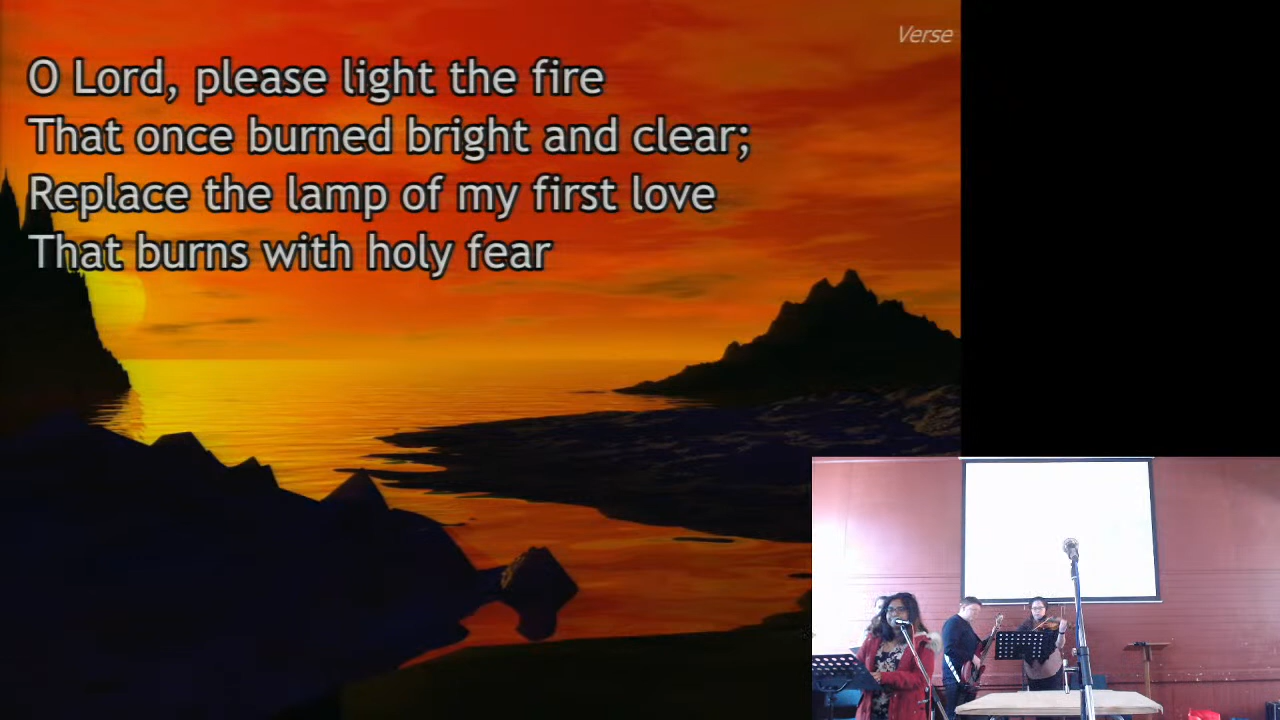 Verse
O Lord, please light the fire
That once burned bright and clear;
Replace the lamp of my first love
That burns with holy fear